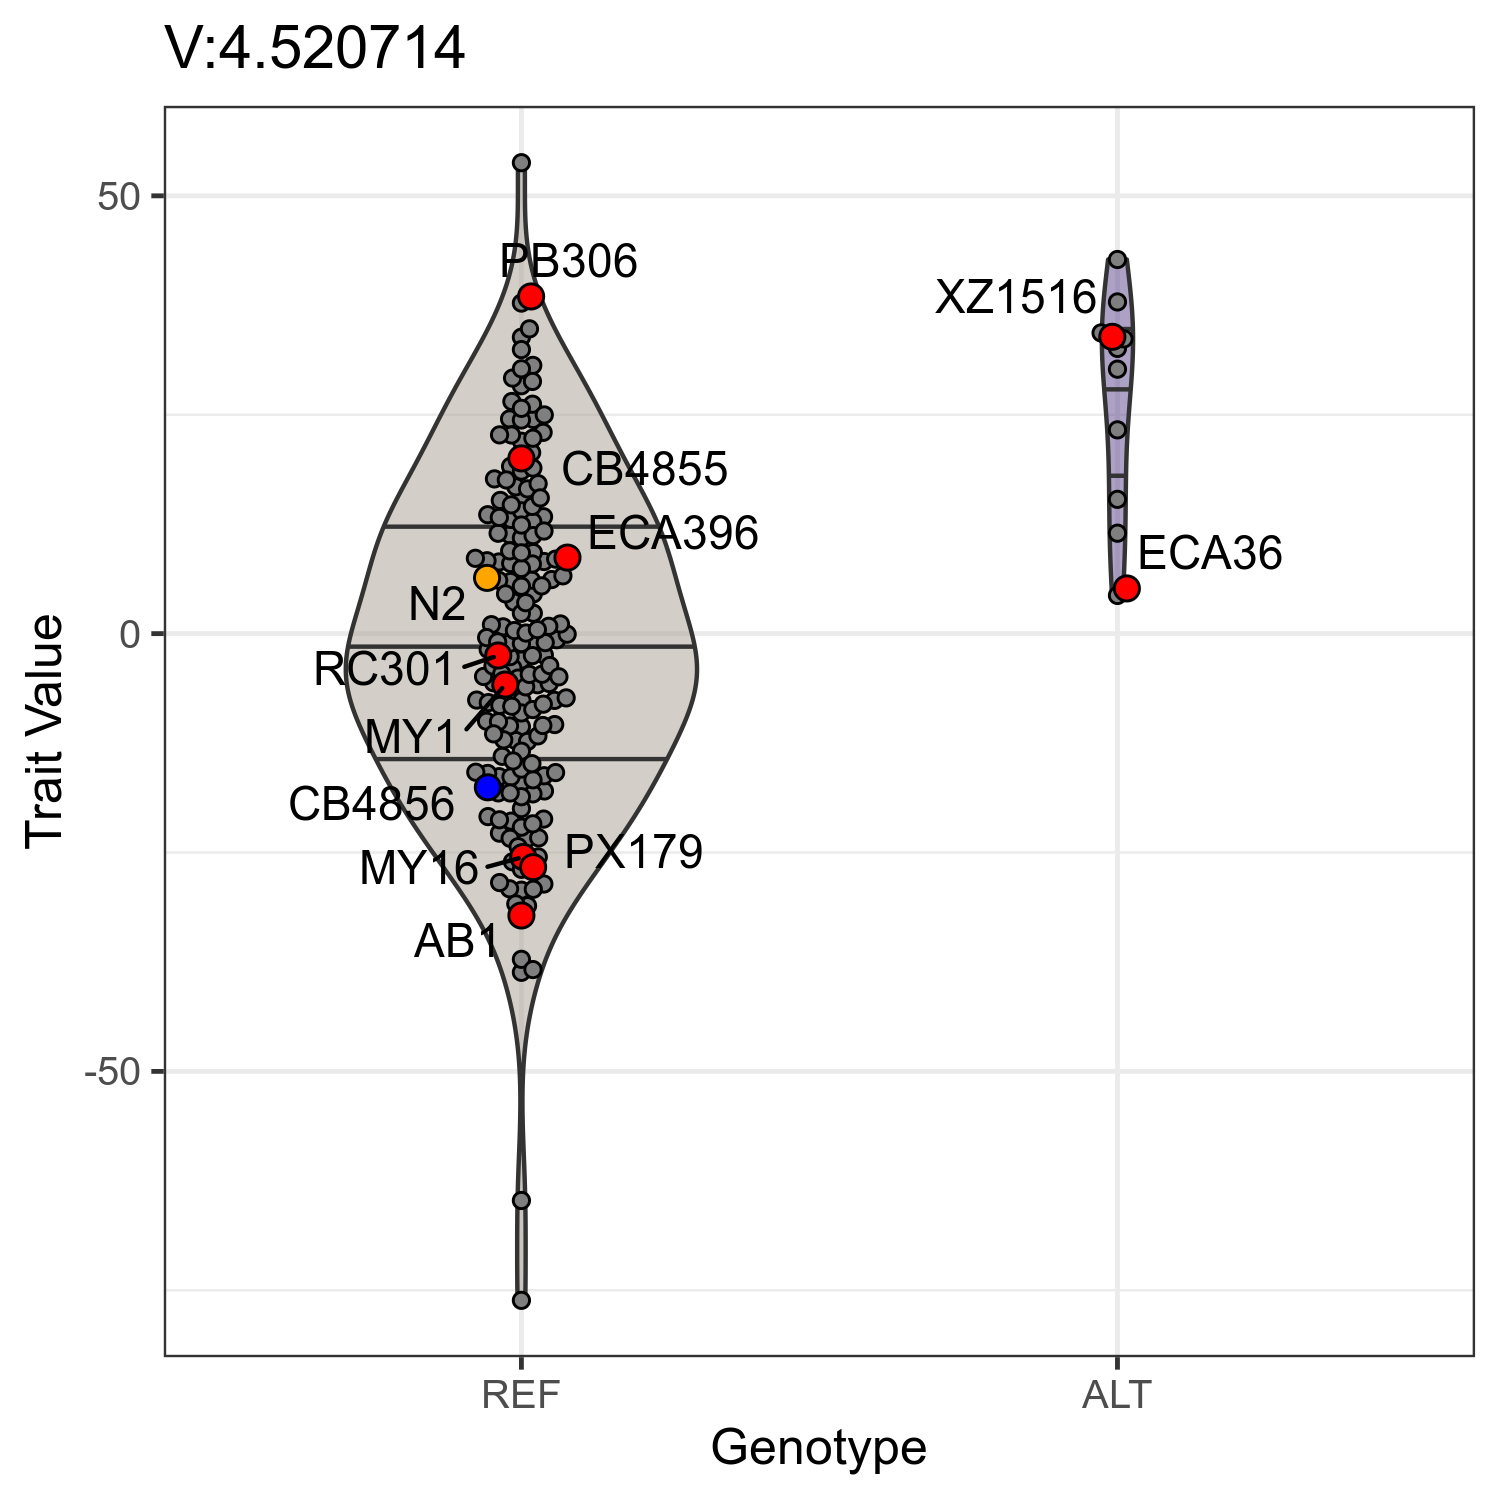 V:4.520714
50
PB306
XZ1516
CB4855
ECA396
ECA36
N2
0
RC301
MY1
CB4856
MY16
PX179
AB1
-50
Trait Value
REF
ALT
Genotype